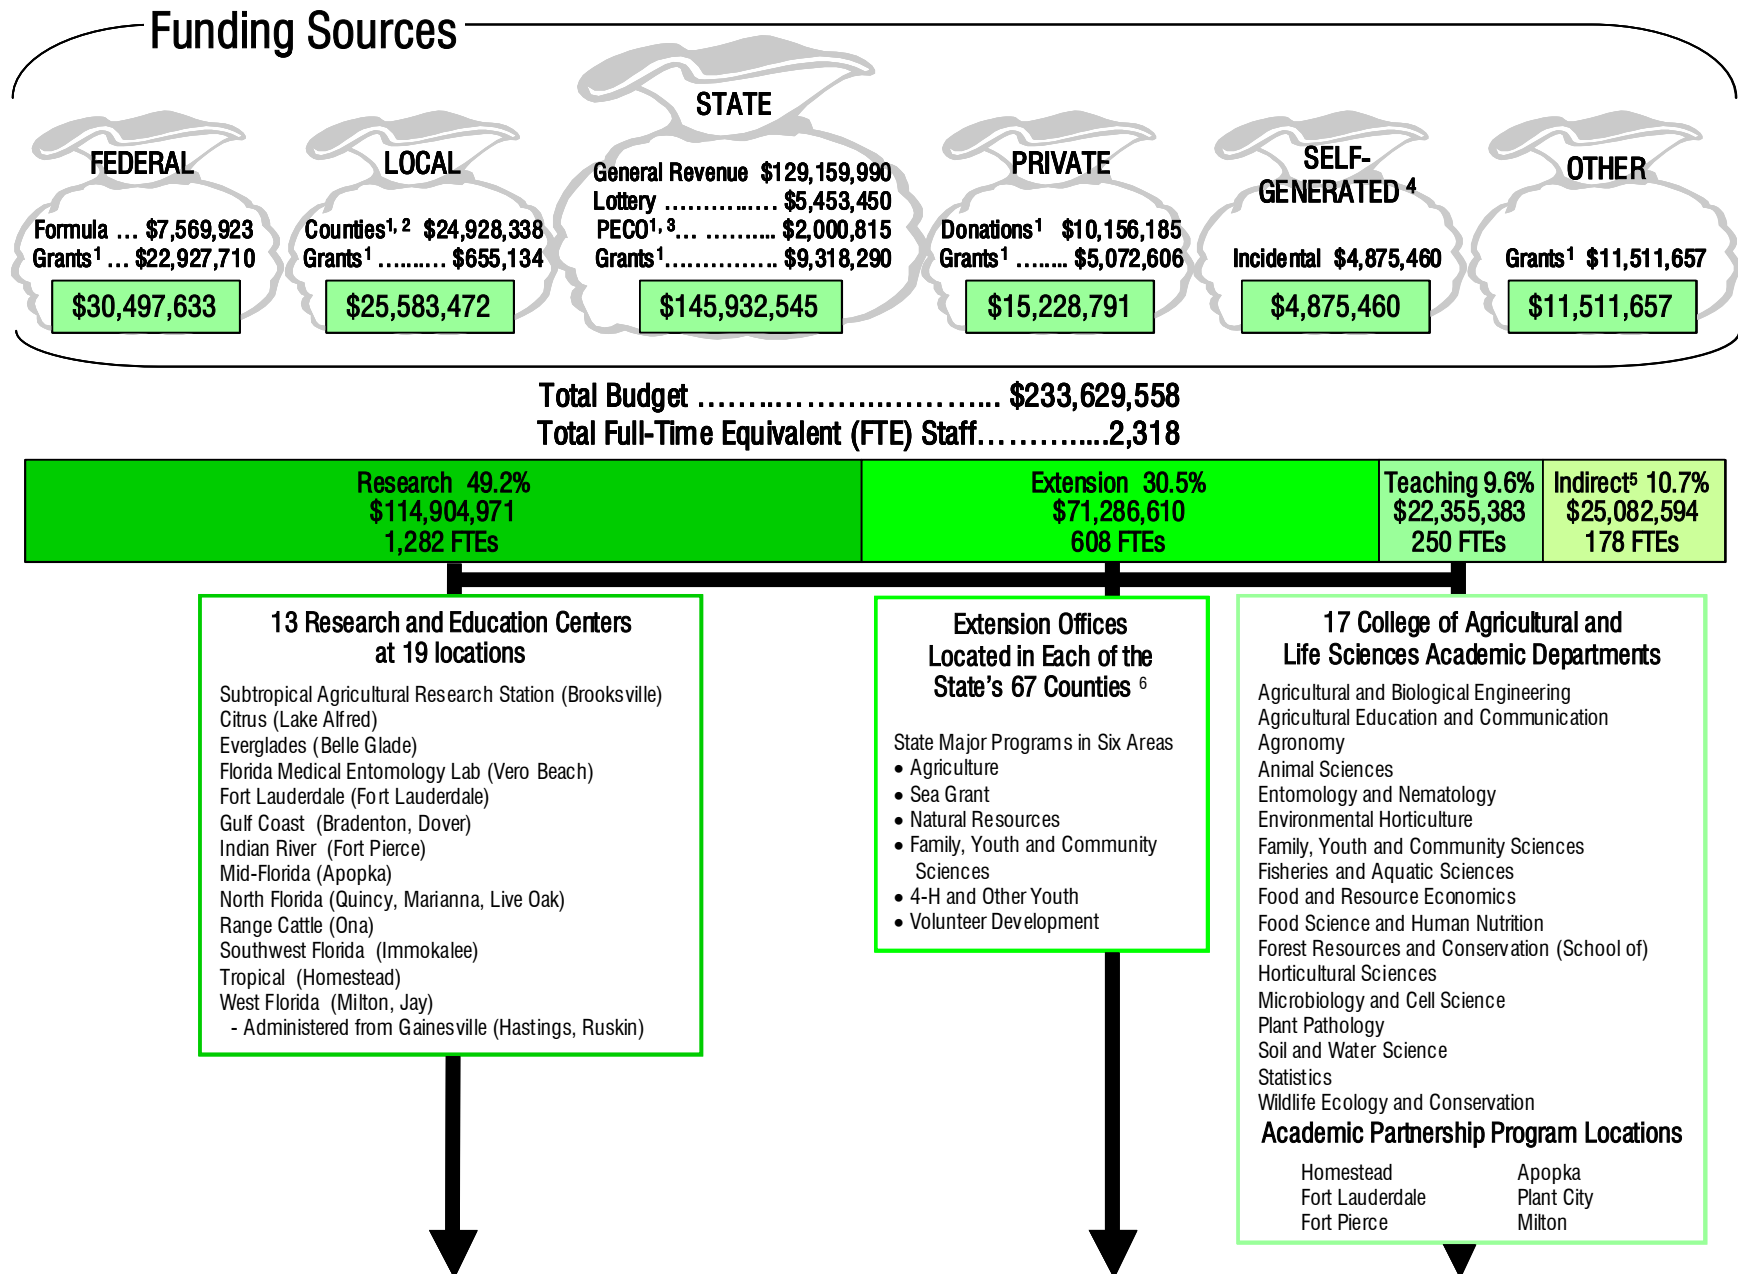 Funding Sources
FEDERAL
Formula ... $7,569,923
Grants¹ ... $22,927,710
$30,497,633
LOCAL
Counties¹, ² $24,928,338
Grants¹ .......... $655,134
$25,583,472
STATE
General Revenue $129,159,990
Lottery ................ $5,453,450
PECO¹, ³... .......... $2,000,815
Grants¹............... $9,318,290
$145,932,545
PRIVATE
Donations¹ $10,156,185
Grants¹ ........ $5,072,606
$15,228,791
SELF-
GENERATED ⁴
Incidental $4,875,460
$4,875,460
OTHER
Grants¹ $11,511,657
$11,511,657
Total Budget ................................ $233,629,558
Total Full-Time Equivalent (FTE) Staff...............2,318
Research 49.2%
$114,904,971
1,282 FTEs
Extension 30.5%
$71,286,610
608 FTEs
Teaching 9.6%
$22,355,383
250 FTEs
Indirect⁵ 10.7%
$25,082,594
178 FTEs
13 Research and Education Centers
at 19 locations
Subtropical Agricultural Research Station (Brooksville)
Citrus (Lake Alfred)
Everglades (Belle Glade)
Florida Medical Entomology Lab (Vero Beach)
Fort Lauderdale (Fort Lauderdale)
Gulf Coast (Bradenton, Dover)
Indian River (Fort Pierce)
Mid-Florida (Apopka)
North Florida (Quincy, Marianna, Live Oak)
Range Cattle (Ona)
Southwest Florida (Immokalee)
Tropical (Homestead)
West Florida (Milton, Jay)
- Administered from Gainesville (Hastings, Ruskin)
Extension Offices
Located in Each of the
State's 67 Counties ⁶
State Major Programs in Six Areas
• Agriculture
• Sea Grant
• Natural Resources
• Family, Youth and Community
Sciences
• 4-H and Other Youth
• Volunteer Development
17 College of Agricultural and
Life Sciences Academic Departments
Agricultural and Biological Engineering
Agricultural Education and Communication
Agronomy
Animal Sciences
Entomology and Nematology
Environmental Horticulture
Family, Youth and Community Sciences
Fisheries and Aquatic Sciences
Food and Resource Economics
Food Science and Human Nutrition
Forest Resources and Conservation (School of)
Horticultural Sciences
Microbiology and Cell Science
Plant Pathology
Soil and Water Science
Statistics
Wildlife Ecology and Conservation
Academic Partnership Program Locations
Homestead Apopka
Fort Lauderdale Plant City
Fort Pierce Milton